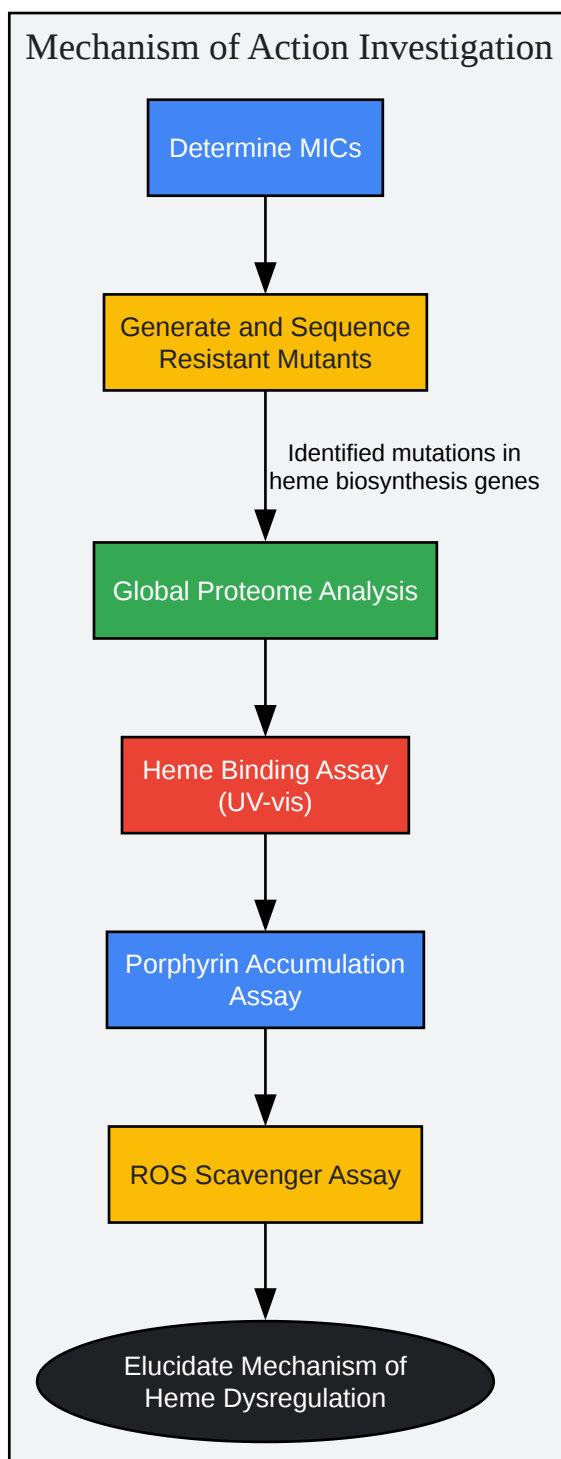 Mechanism of Action Investigation
Determine MICs
Generate and Sequence
Resistant Mutants
Identified mutations in
heme biosynthesis genes
Global Proteome Analysis
Heme Binding Assay
(UV-vis)
Porphyrin Accumulation
Assay
ROS Scavenger Assay
Elucidate Mechanism of
Heme Dysregulation